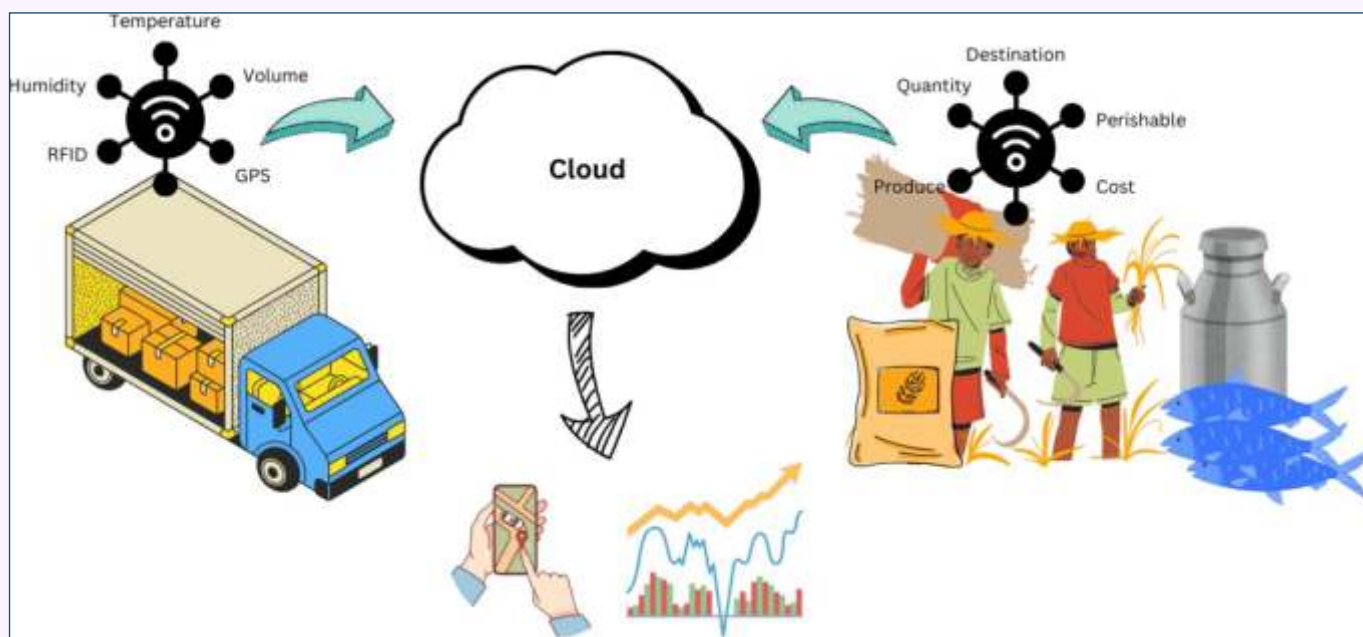 Temperature
Humidity
Volume
RFID
GPS
Cloud
Destination
Quantity
Perishable
Produce
Cost